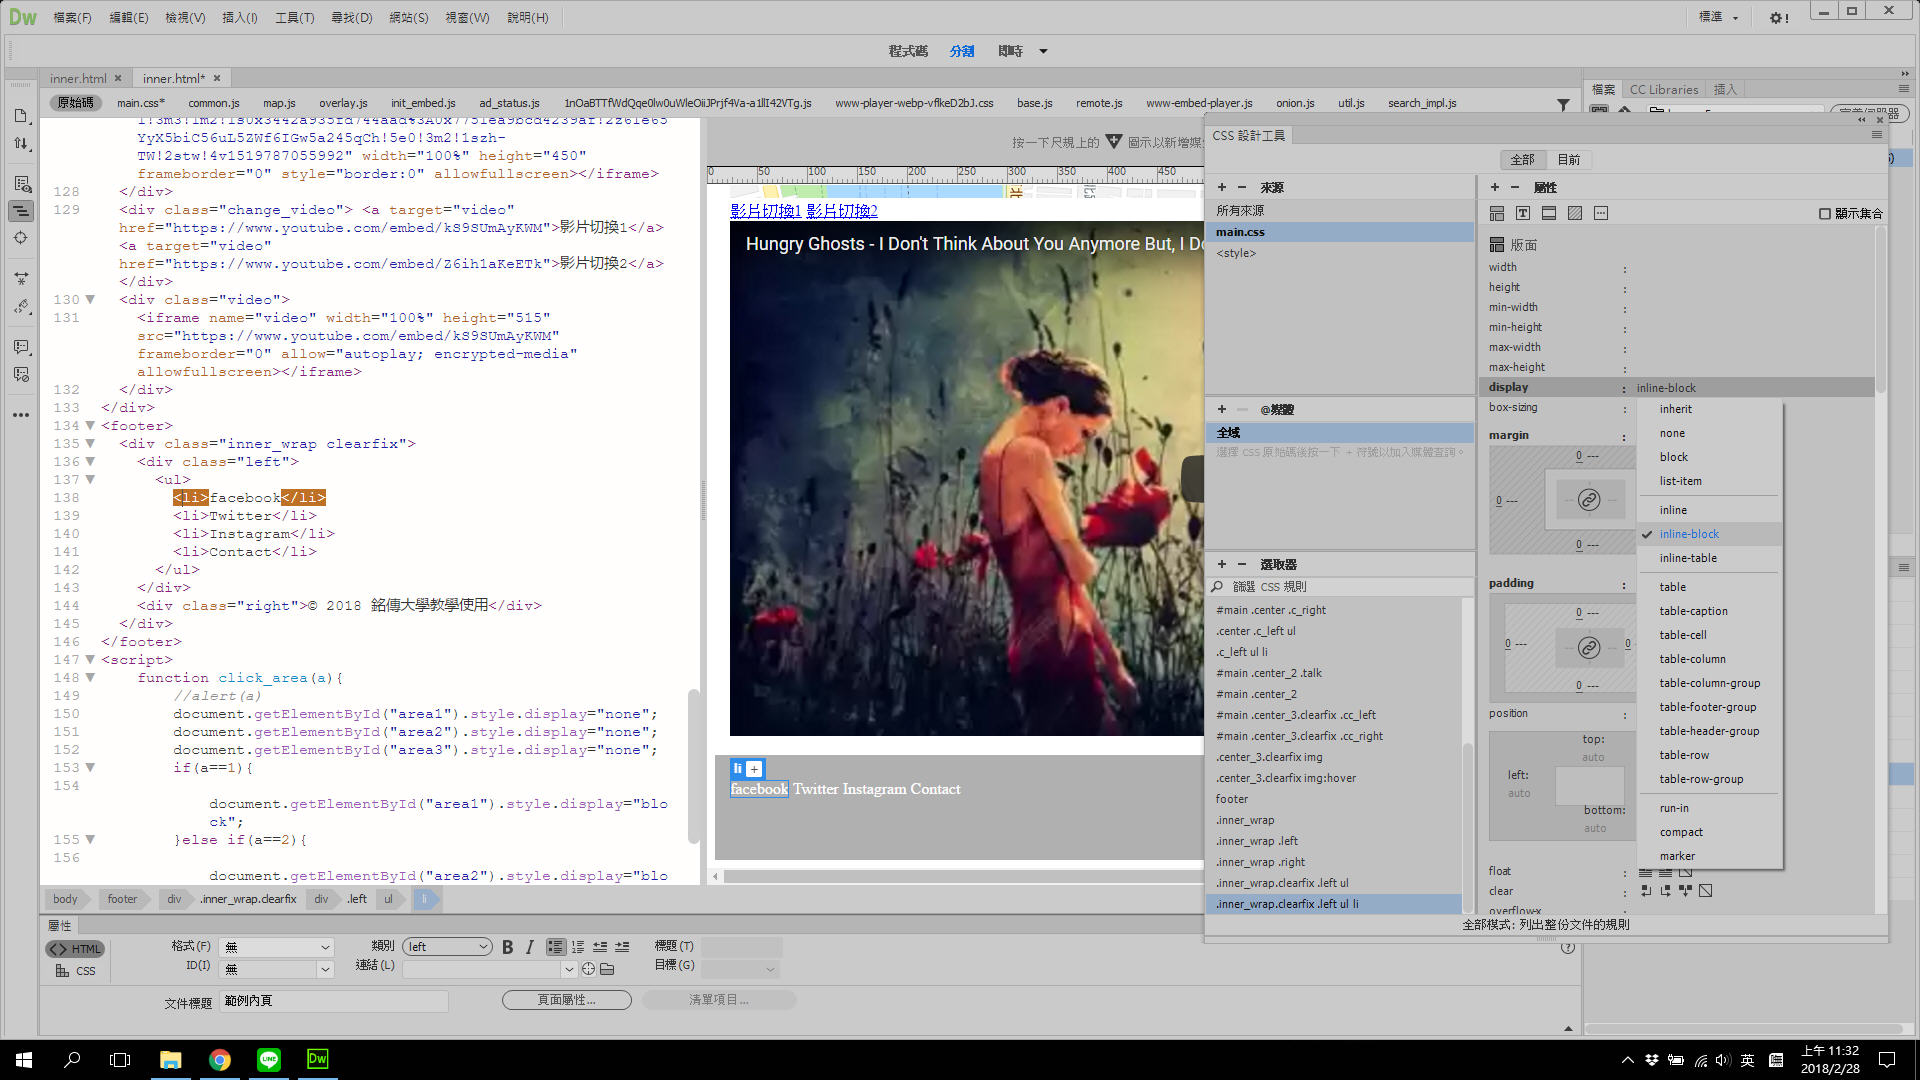 Dw 檔案(F) 編輯(E) 檢視(V) 插入(I) 工具(T) 尋找(D) 網站(S) 視窗(W) 說明(H) 標準
程式碼 分割 即時
inner.html inner.html*
原始碼 main.css* common.js map.js overlay.js init_embed.js ad_status.js www-player-webp-vflkeD2bJ.css base.js remote.js www-embed-player.js onion.js util.js search_impl.js
YyX5biC56uL5ZWf6IGw5a245qCh!5e0!3m2!1szh-
TW!2stw!4v1519787055992" width="100%" height="450"
frameborder="0" style="border:0" allowfullscreen></iframe>
128 </div>
129 <div class="change_video"> <a target="video"
href="https://www.youtube.com/embed/kS9SUmAyKWM">影片切換1</a>
<a target="video"
href="https://www.youtube.com/embed/Z6ih1aKeETk">影片切換2</a>
</div>
130 <div class="video">
131 <iframe name="video" width="100%" height="515"
src="https://www.youtube.com/embed/kS9SUmAyKWM"
frameborder="0" allow="autoplay; encrypted-media"
allowfullscreen></iframe>
132 </div>
133 </div>
134 <footer>
135 <div class="inner_wrap clearfix">
136 <div class="left">
137 <ul>
138 <li>facebook</li>
139 <li>Twitter</li>
140 <li>Instagram</li>
141 <li>Contact</li>
142 </ul>
143 </div>
144 <div class="right">© 2018 銘傳大學教學使用</div>
145 </div>
146 </footer>
147 <script>
148 function click_area(a){
149 //alert(a)
150 document.getElementById("area1").style.display="none";
151 document.getElementById("area2").style.display="none";
152 document.getElementById("area3").style.display="none";
153 if(a==1){
154
document.getElementById("area1").style.display="blo
ck";
155 }else if(a==2){
156
document.getElementById("area2").style.display="blo
按一下尺規上的 圖示以新增媒
0 50 100 150 200 250 300 350 400 450
影片切換1 影片切換2
Hungry Ghosts - I Don't Think About You Anymore But, I Do
li +
facebook Twitter Instagram Contact
body footer div .inner_wrap.clearfix div .left ul li
屬性
HTML 格式(F) 無 類別 left B I 標題(T)
CSS ID(I) 無 連結(L) 目標(G)
文件標題 範例內頁 頁面屬性... 清單項目...
檔案 CC Libraries 插入
CSS 設計工具
全部 目前
來源
所有來源
main.css
<style>
@媒體
全域
選擇 CSS 原始碼後按一下 + 符號以加入媒體查詢。
選取器
篩選 CSS 規則
#main .center .c_right
.center .c_left ul
.c_left ul li
#main .center_2 .talk
#main .center_2
#main .center_3.clearfix .cc_left
#main .center_3.clearfix .cc_right
.center_3.clearfix img
.center_3.clearfix img:hover
footer
.inner_wrap
.inner_wrap .left
.inner_wrap .right
.inner_wrap.clearfix .left ul
.inner_wrap.clearfix .left ul li
屬性
顯示集合
版面
width :
height :
min-width :
min-height :
max-width :
max-height :
display : inline-block
box-sizing :
margin :
0 ---
0 ---
0 ---
padding :
0 ---
0 --- 0
0 ---
position :
top:
auto
left:
auto
bottom:
auto
float :
clear :
overflow-x
inherit
none
block
list-item
inline
inline-block
inline-table
table
table-caption
table-cell
table-column
table-column-group
table-footer-group
table-header-group
table-row
table-row-group
run-in
compact
marker
全部模式: 列出整份文件的規則
Dw 英 上午 11:32
2018/2/28